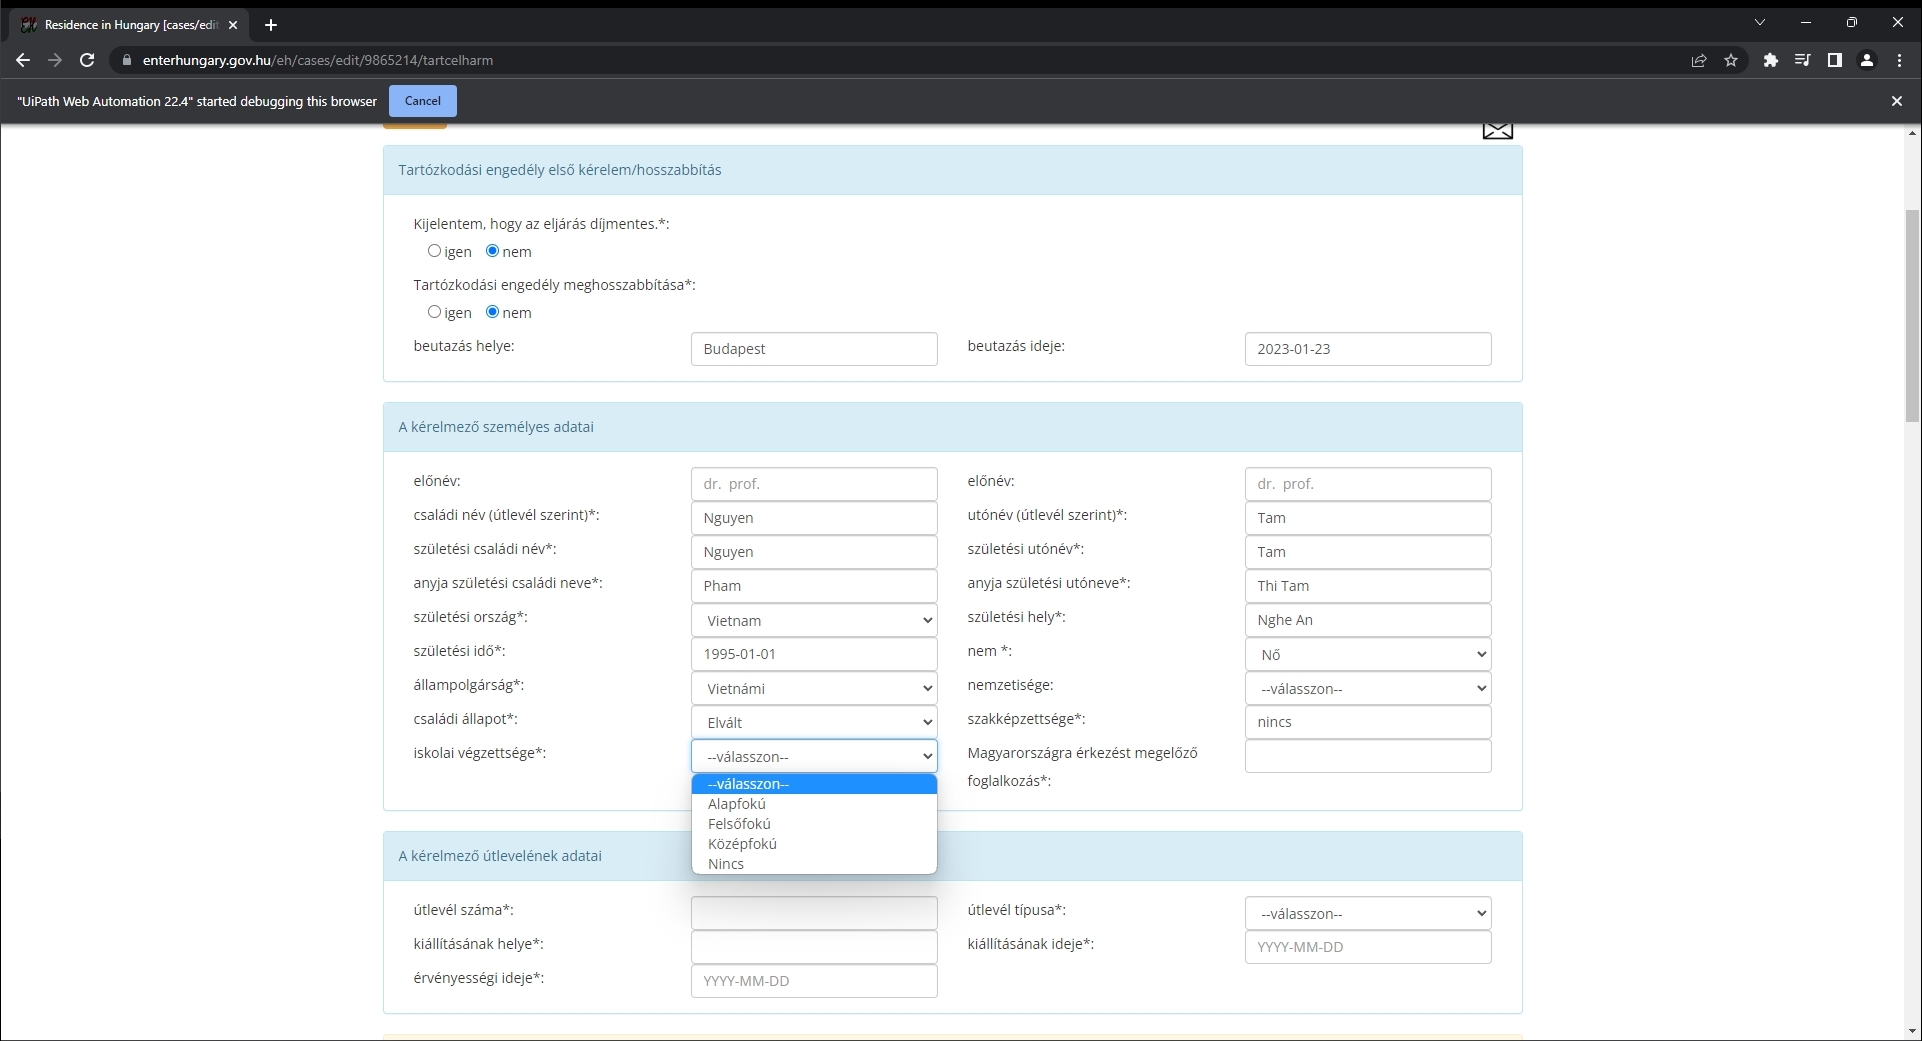 Residence in Hungary [cases/edit
enterhungary.gov.hu/eh/cases/edit/9865214/tartcelharm
"UiPath Web Automation 22.4" started debugging this browser Cancel
Tartózkodási engedély első kérelem/hosszabbítás
Kijelentem, hogy az eljárás díjmentes.*:
igen nem
Tartózkodási engedély meghosszabbítása*:
igen nem
beutazás helye: Budapest beutazás ideje: 2023-01-23
A kérelmező személyes adatai
előnév: dr. prof. előnév: dr. prof.
családi név (útlevél szerint)*: Nguyen utónév (útlevél szerint)*: Tam
születési családi név*: Nguyen születési utónév*: Tam
anyja születési családi neve*: Pham anyja születési utóneve*: Thi Tam
születési ország*: Vietnam születési hely*: Nghe An
születési idő*: 1995-01-01 nem *: Nő
állampolgárság*: Vietnámi nemzetisége: --válasszon--
családi állapot*: Elvált szakképzettsége*: nincs
iskolai végzettsége*: --válasszon-- Magyarországra érkezést megelőző
foglalkozás*:
--válasszon--
Alapfokú
Felsőfokú
Középfokú
Nincs
A kérelmező útlevelének adatai
útlevél száma*: útlevél típusa*: --válasszon--
kiállításának helye*: kiállításának ideje*: YYYY-MM-DD
érvényességi ideje*: YYYY-MM-DD